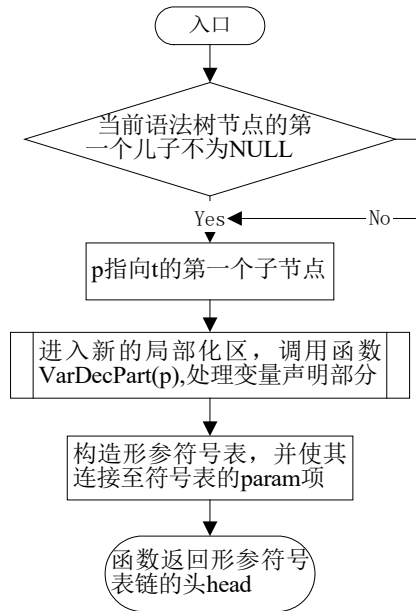 入口
当前语法树节点的第
一个儿子不为NULL
Yes
No
p指向t的第一个子节点
进入新的局部化区，调用函数
VarDecPart(p),处理变量声明部分
构造形参符号表，并使其
连接至符号表的param项
函数返回形参符号
表链的头head